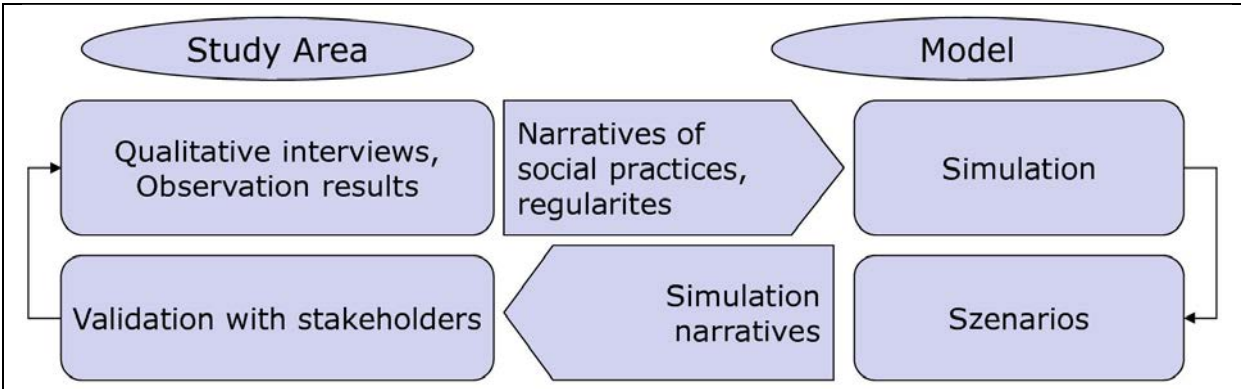 Study Area
Model
Qualitative interviews,
Observation results
Narratives of
social practices,
regularites
Simulation
Validation with stakeholders
Simulation
narratives
Szenarios